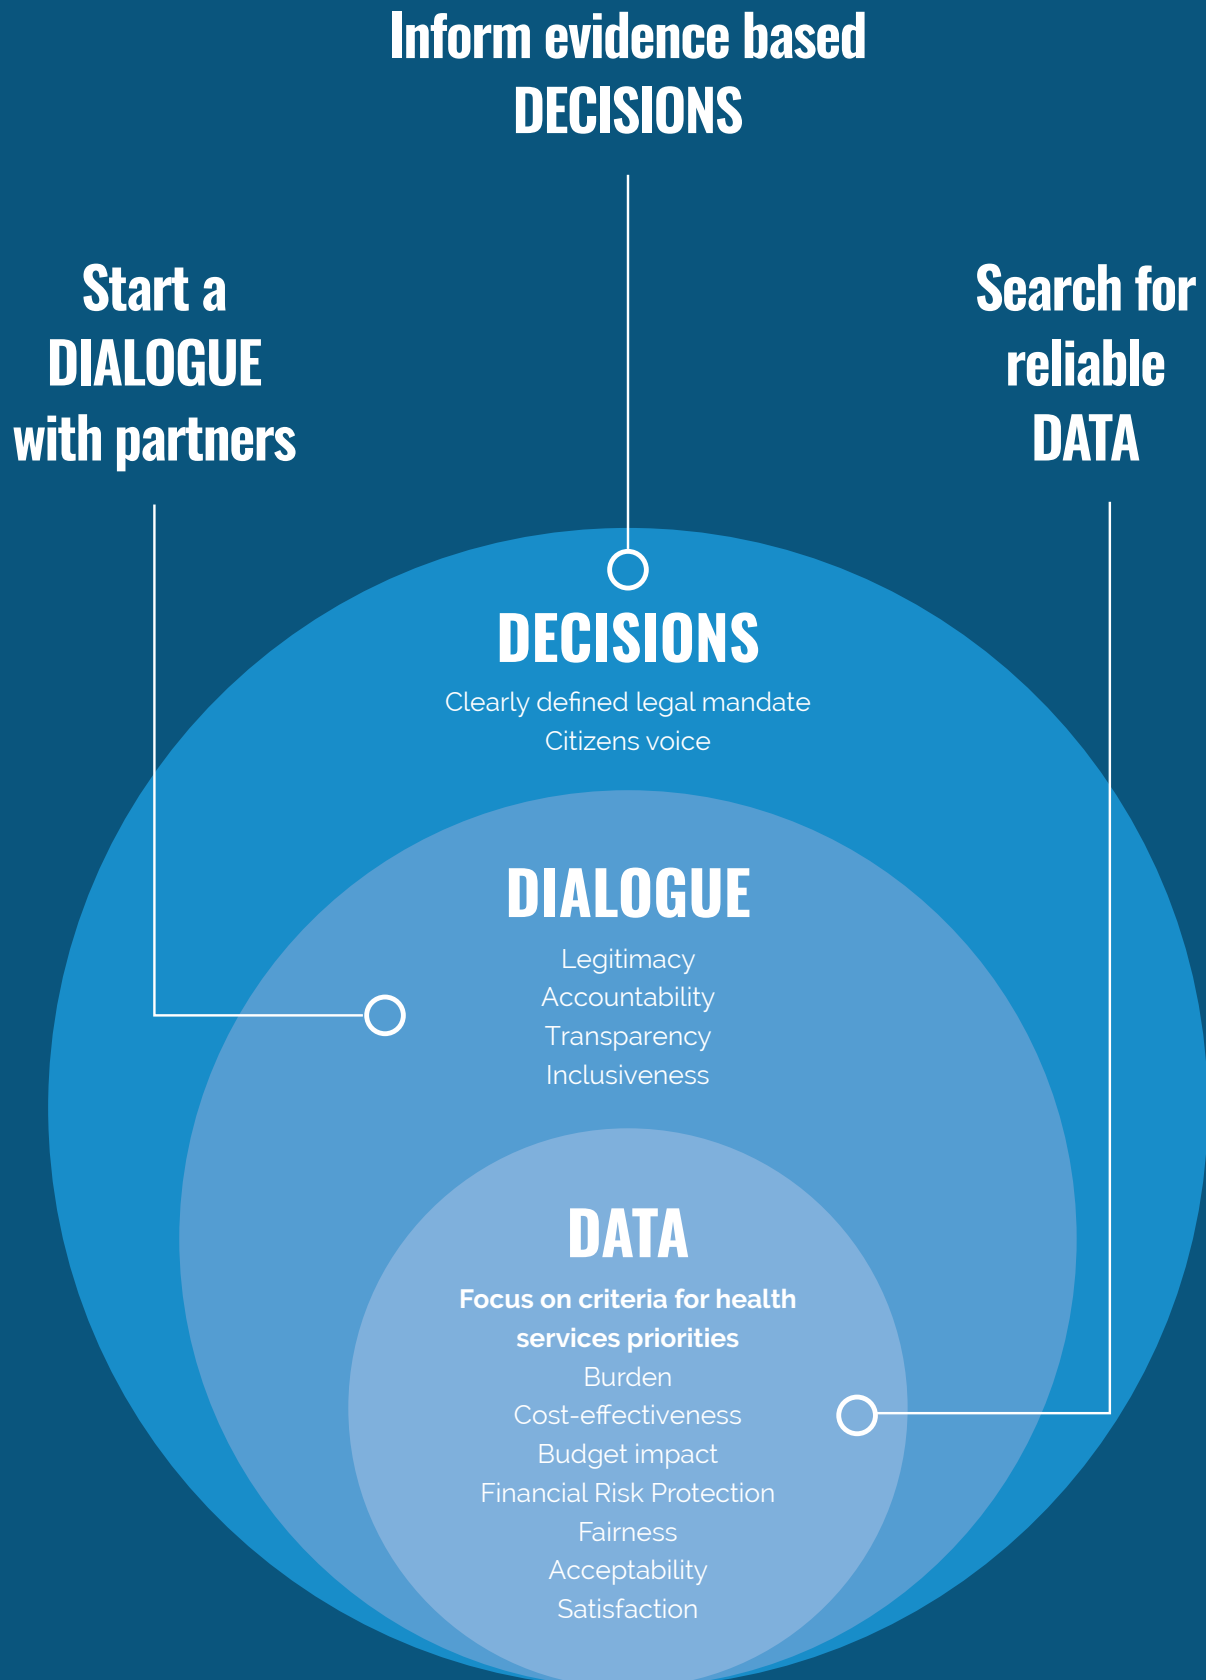 Inform evidence based
DECISIONS
Start a
DIALOGUE
with partners
Search for
reliable
DATA
DECISIONS
Clearly defined legal mandate
Citizens voice
DIALOGUE
Legitimacy
Accountability
Transparency
Inclusiveness
DATA
Focus on criteria for health
services priorities
Burden
Cost-effectiveness
Budget impact
Financial Risk Protection
Fairness
Acceptability
Satisfaction